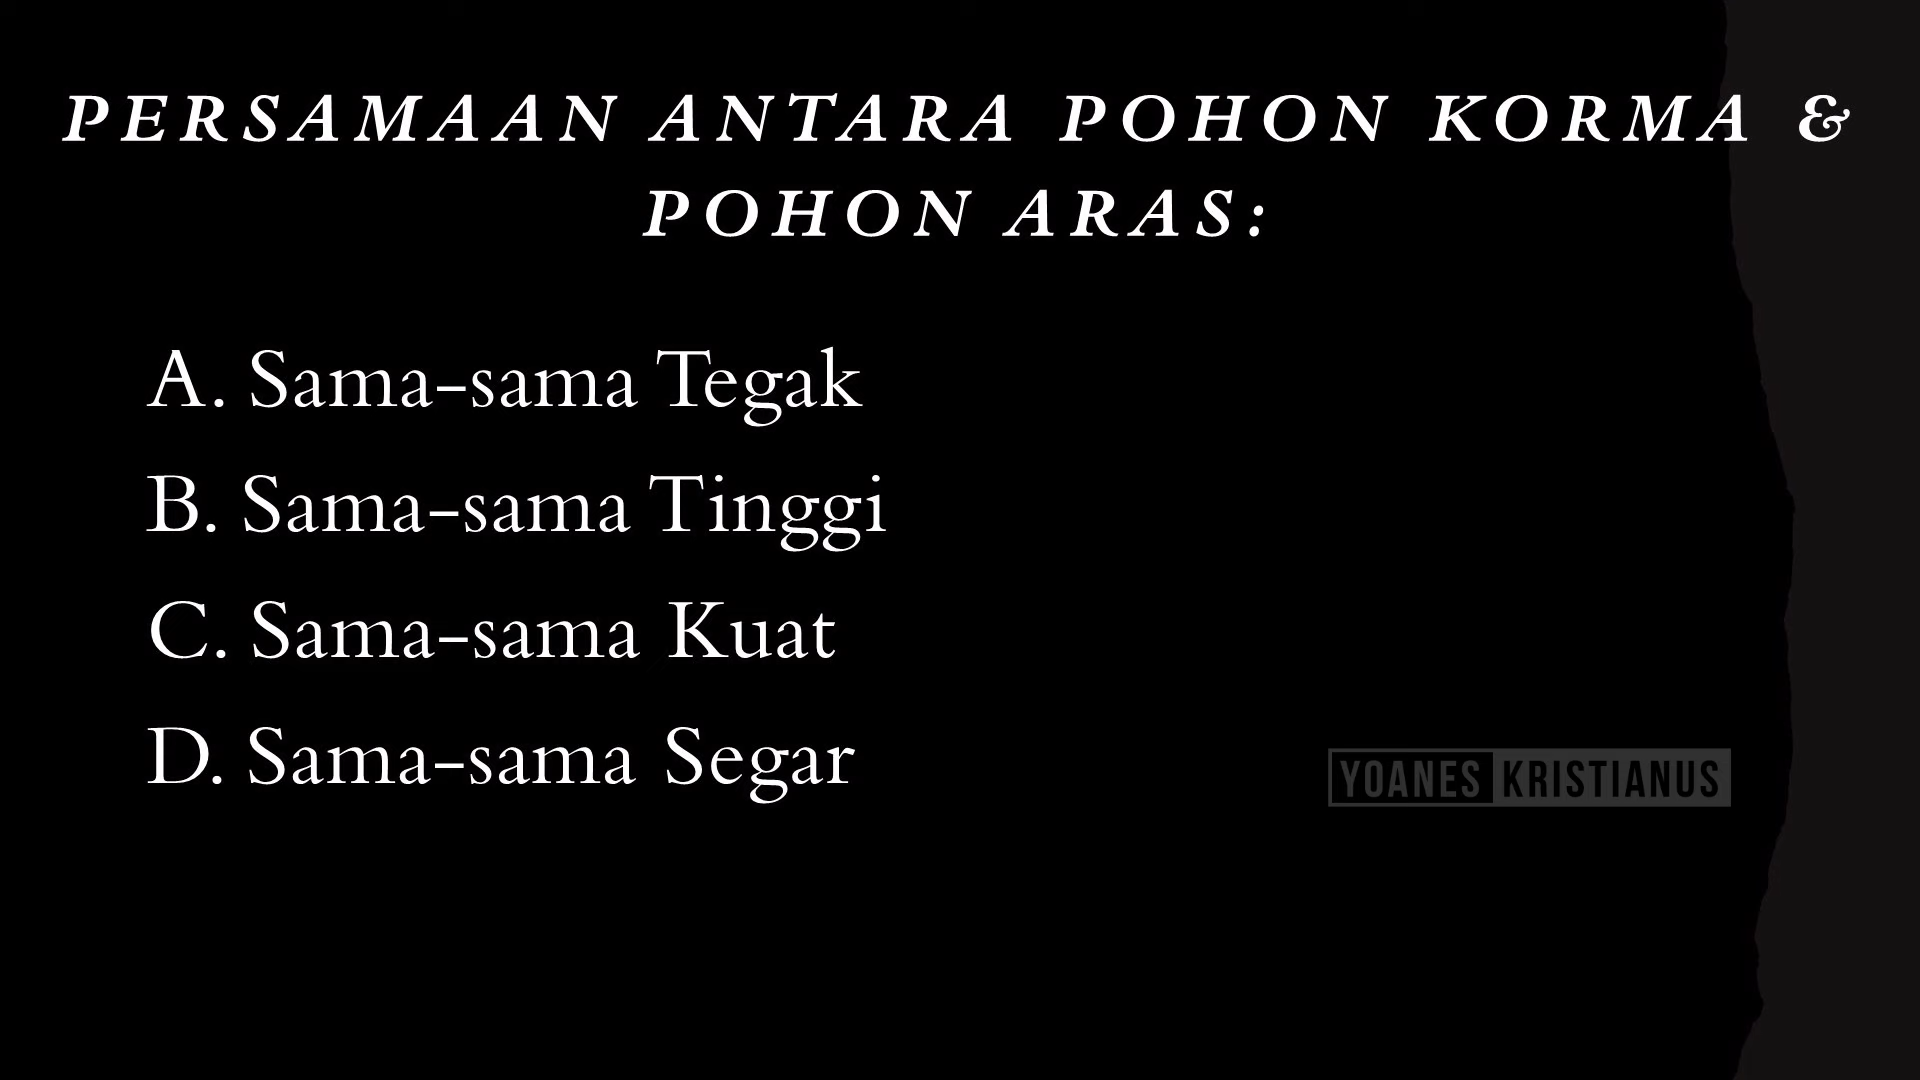 PERSAMAAN ANTARA POHON KORMA &
POHON ARAS:
A. Sama-sama Tegak
B. Sama-sama Tinggi
C. Sama-sama Kuat
D. Sama-sama Segar
YOANES KRISTIANUS